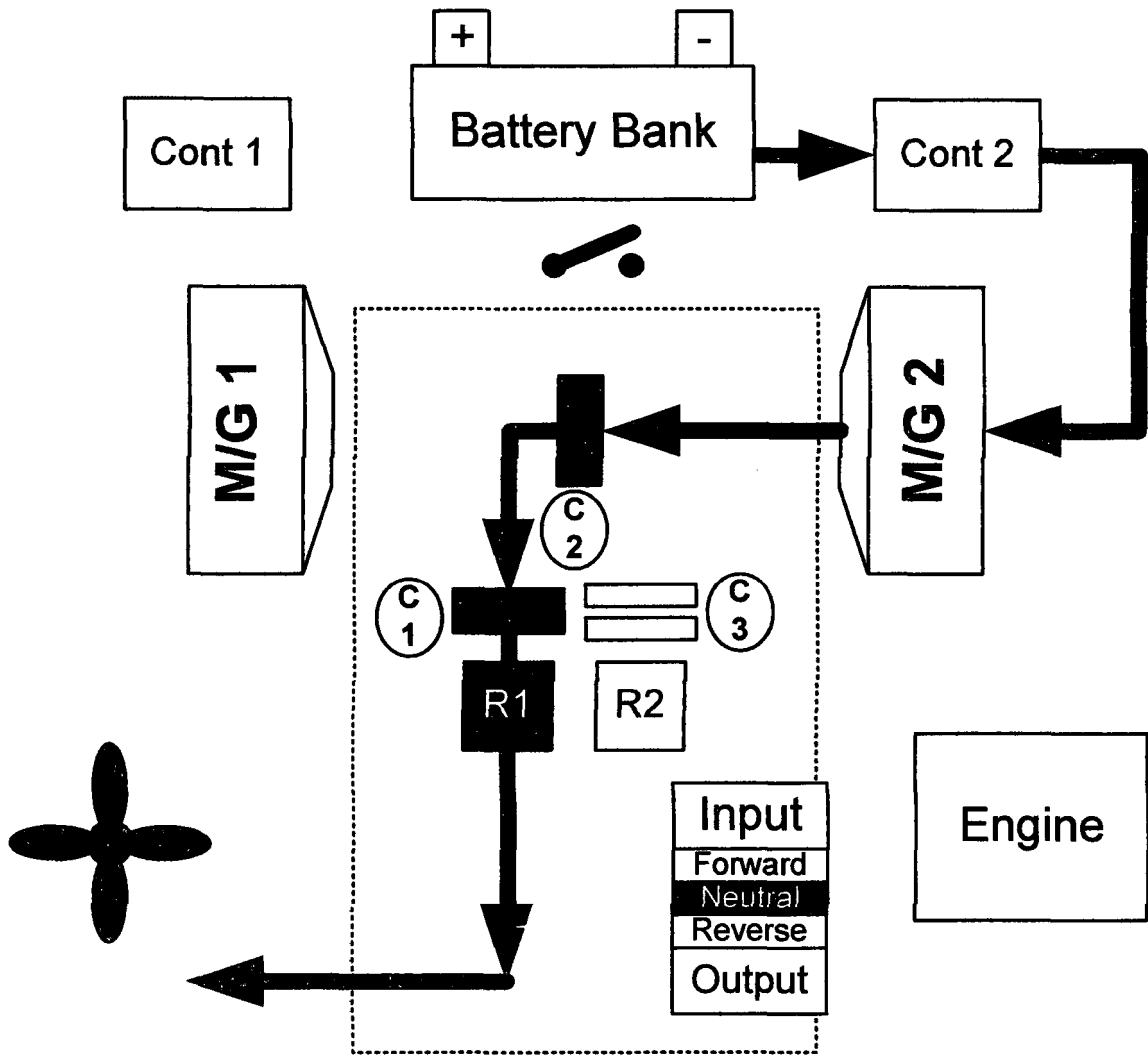 +
-
Battery Bank
Cont 1
Cont 2
M/G 1
M/G 2
C
2
C
1
C
3
R1
R2
Input
Forward
Neutral
Reverse
Output
Engine